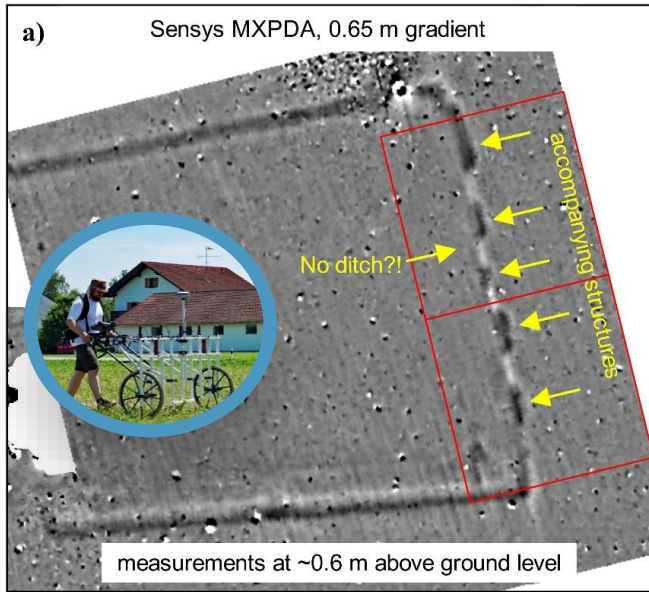 a)
Sensys MXPDA, 0.65 m gradient
accompanying structures
No ditch?!
measurements at ~0.6 m above ground level